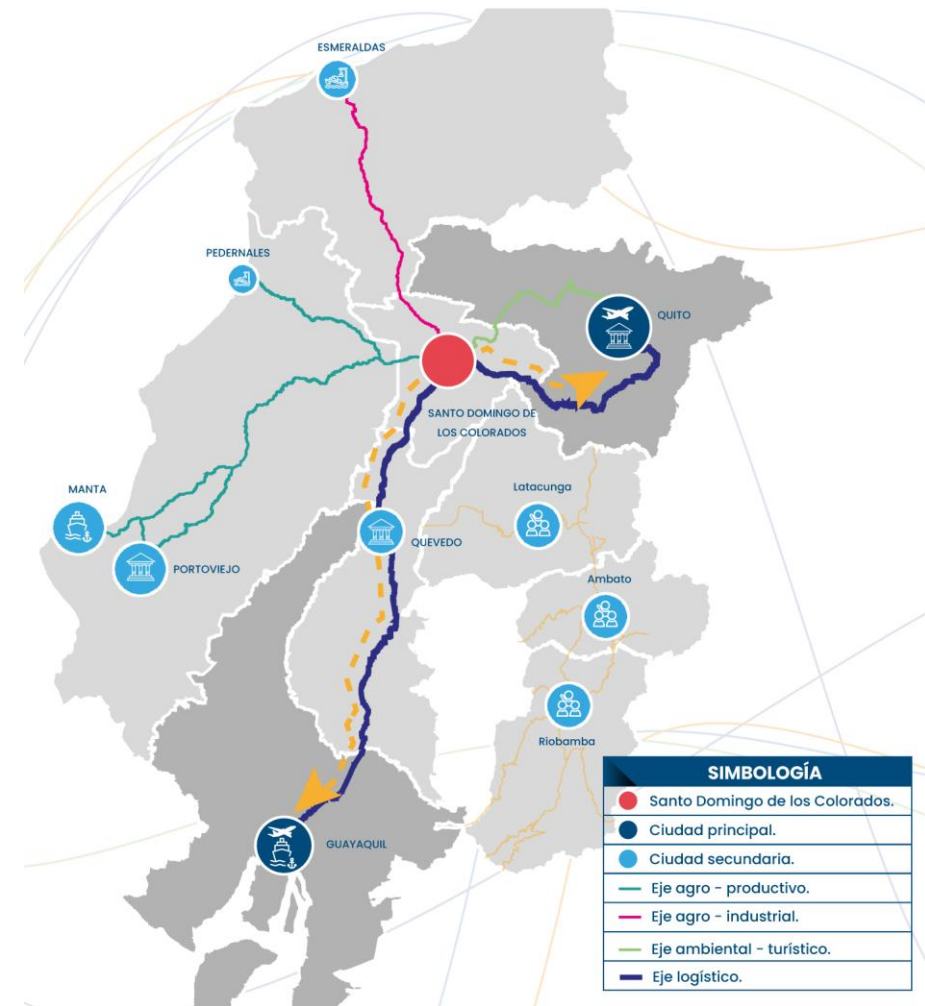 ESMERALDAS
PEDERNALES
QUITO
SANTO DOMINGO DE
LOS COLORADOS
MANTA
Latacunga
QUEVEDO
PORTOVIEJO
Ambato
Riobamba
GUAYAQUIL
SIMBOLOGÍA
Santo Domingo de los Colorados.
Ciudad principal.
Ciudad secundaria.
Eje agro - productivo.
Eje agro - industrial.
Eje ambiental - turístico.
Eje logístico.